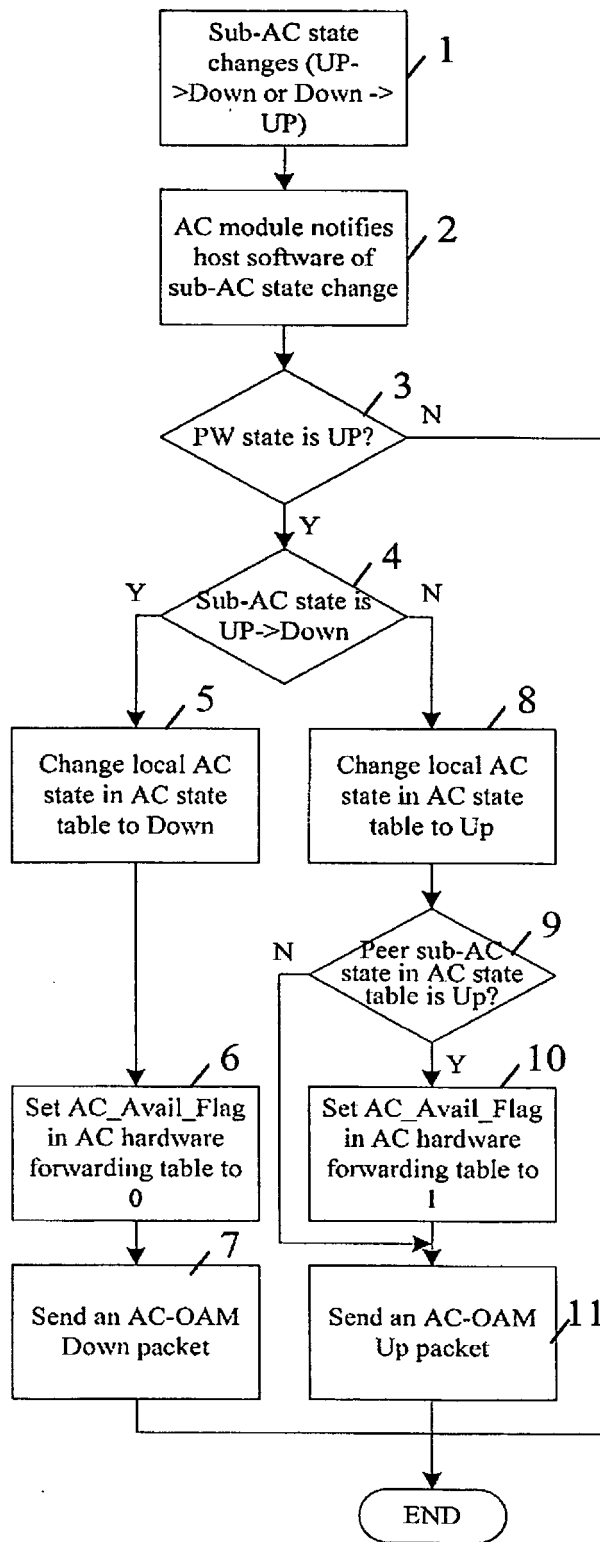 Sub-AC state
changes (UP-
>Down or Down ->
UP)
1
AC module notifies
host software of
sub-AC state change
2
PW state is UP?
3
N
Y
Sub-AC state is
UP->Down
4
Y
N
5
Change local AC
state in AC state
table to Down
8
Change local AC
state in AC state
table to Up
9
Peer sub-AC
state in AC state
table is Up?
N
Y
6
Set AC_Avail_Flag
in AC hardware
forwarding table to
0
10
Set AC_Avail_Flag
in AC hardware
forwarding table to
1
7
Send an AC-OAM
Down packet
Send an AC-OAM
Up packet
11
END